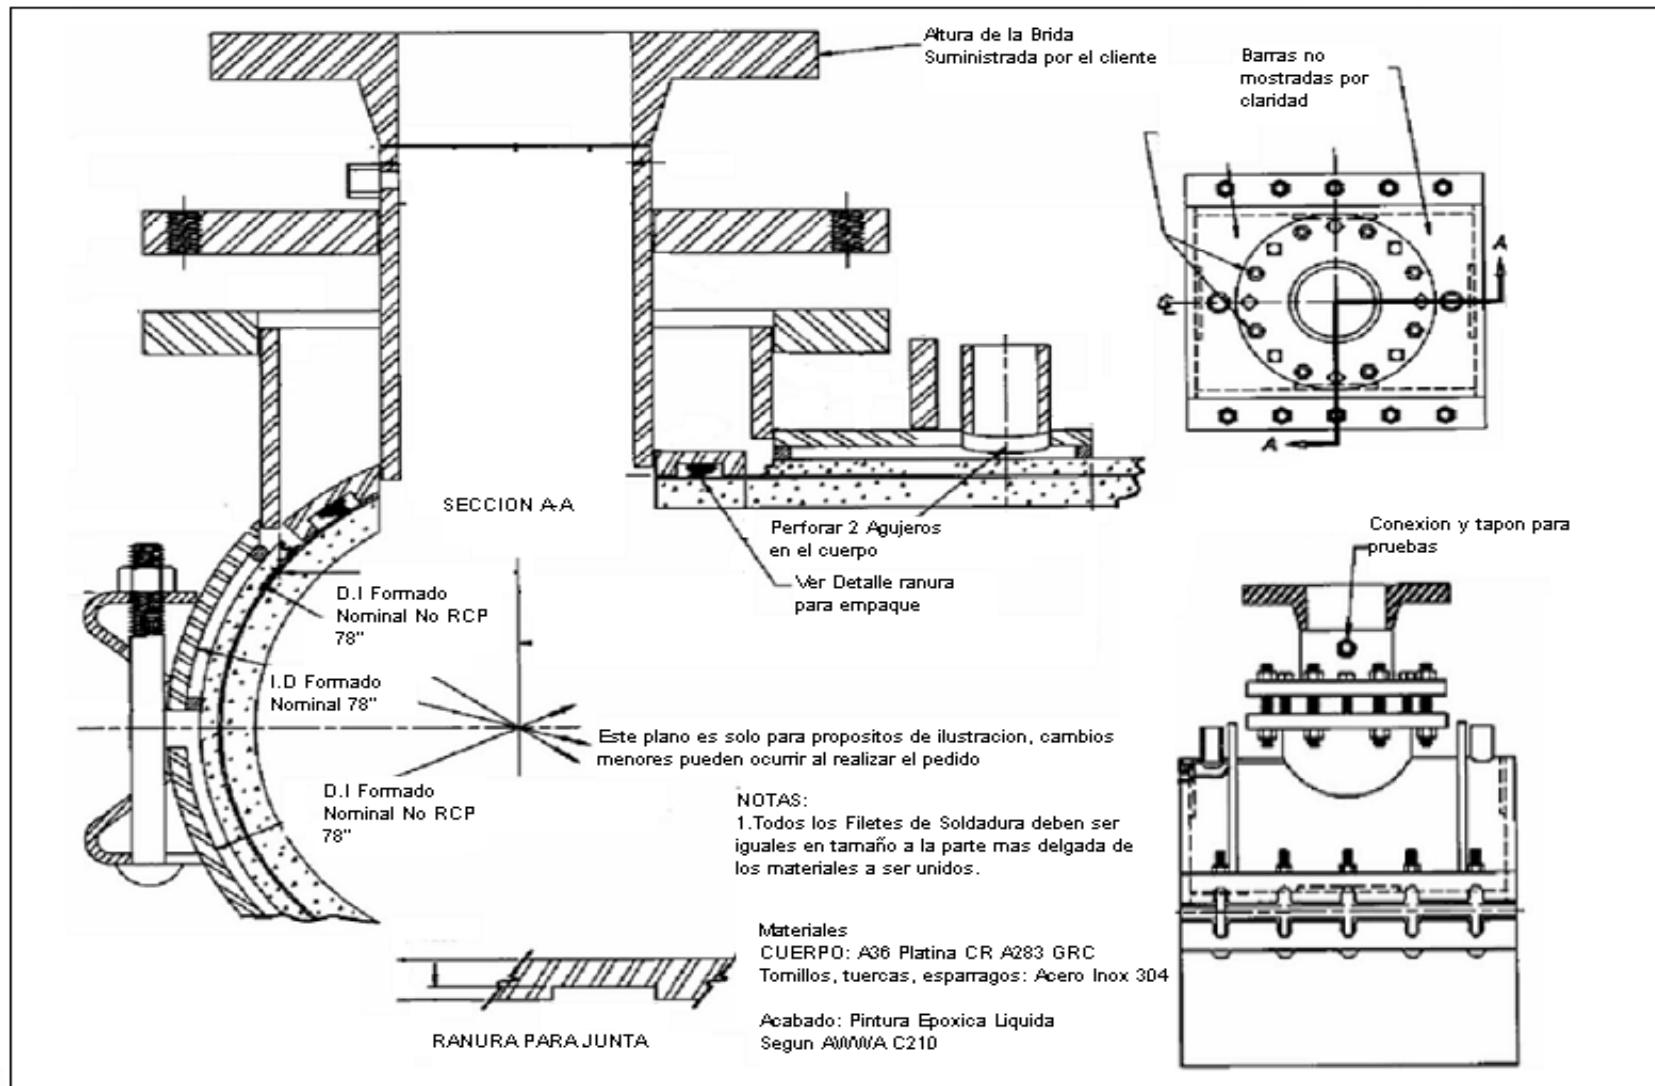 Altura de la Brida
Suministrada por el cliente
Barras no
mostradas por
claridad
A
A
SECCION A-A
Perforar 2 Agujeros
en el cuerpo
Ver Detalle ranura
para empaque
Conexion y tapon para
pruebas
D.I Formado
Nominal No RCP
78"
I.D Formado
Nominal 78"
D.I Formado
Nominal No RCP
78"
Este plano es solo para propositos de ilustracion, cambios
menores pueden ocurrir al realizar el pedido
NOTAS:
1.Todos los Filetes de Soldadura deben ser
iguales en tamaño a la parte mas delgada de
los materiales a ser unidos.
Materiales
CUERPO: A36 Platina CR A283 GRC
Tornillos, tuercas, esparragos: Acero Inox 304
Acabado: Pintura Epoxica Liquida
Segun AWWA C210
RANURA PARA JUNTA